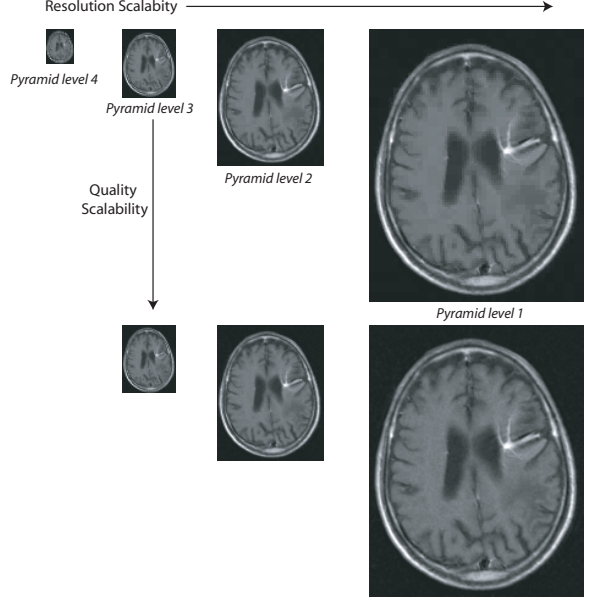 Resolution Scalabity
Pyramid level 4
Pyramid level 3
Pyramid level 2
Quality
Scalability
Pyramid level 1